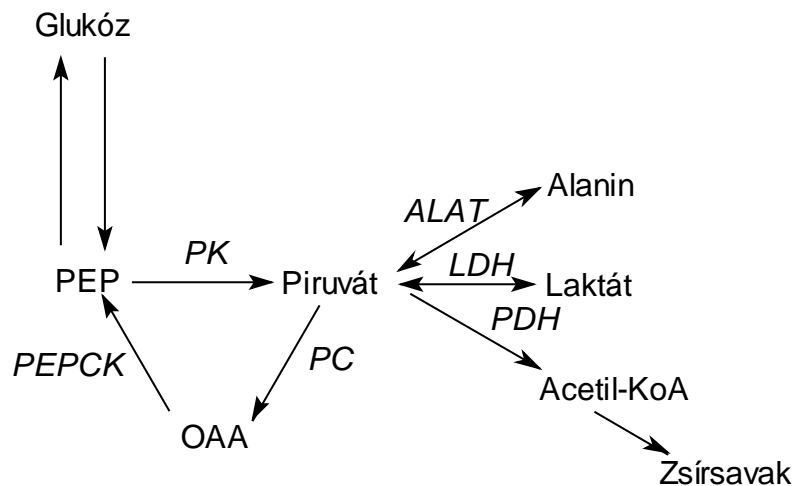 Glukóz
Alanin
ALAT
PK
LDH
PEP
Piruvát
Laktát
PDH
PEPCK
PC
Acetil-KoA
OAA
Zsírsavak